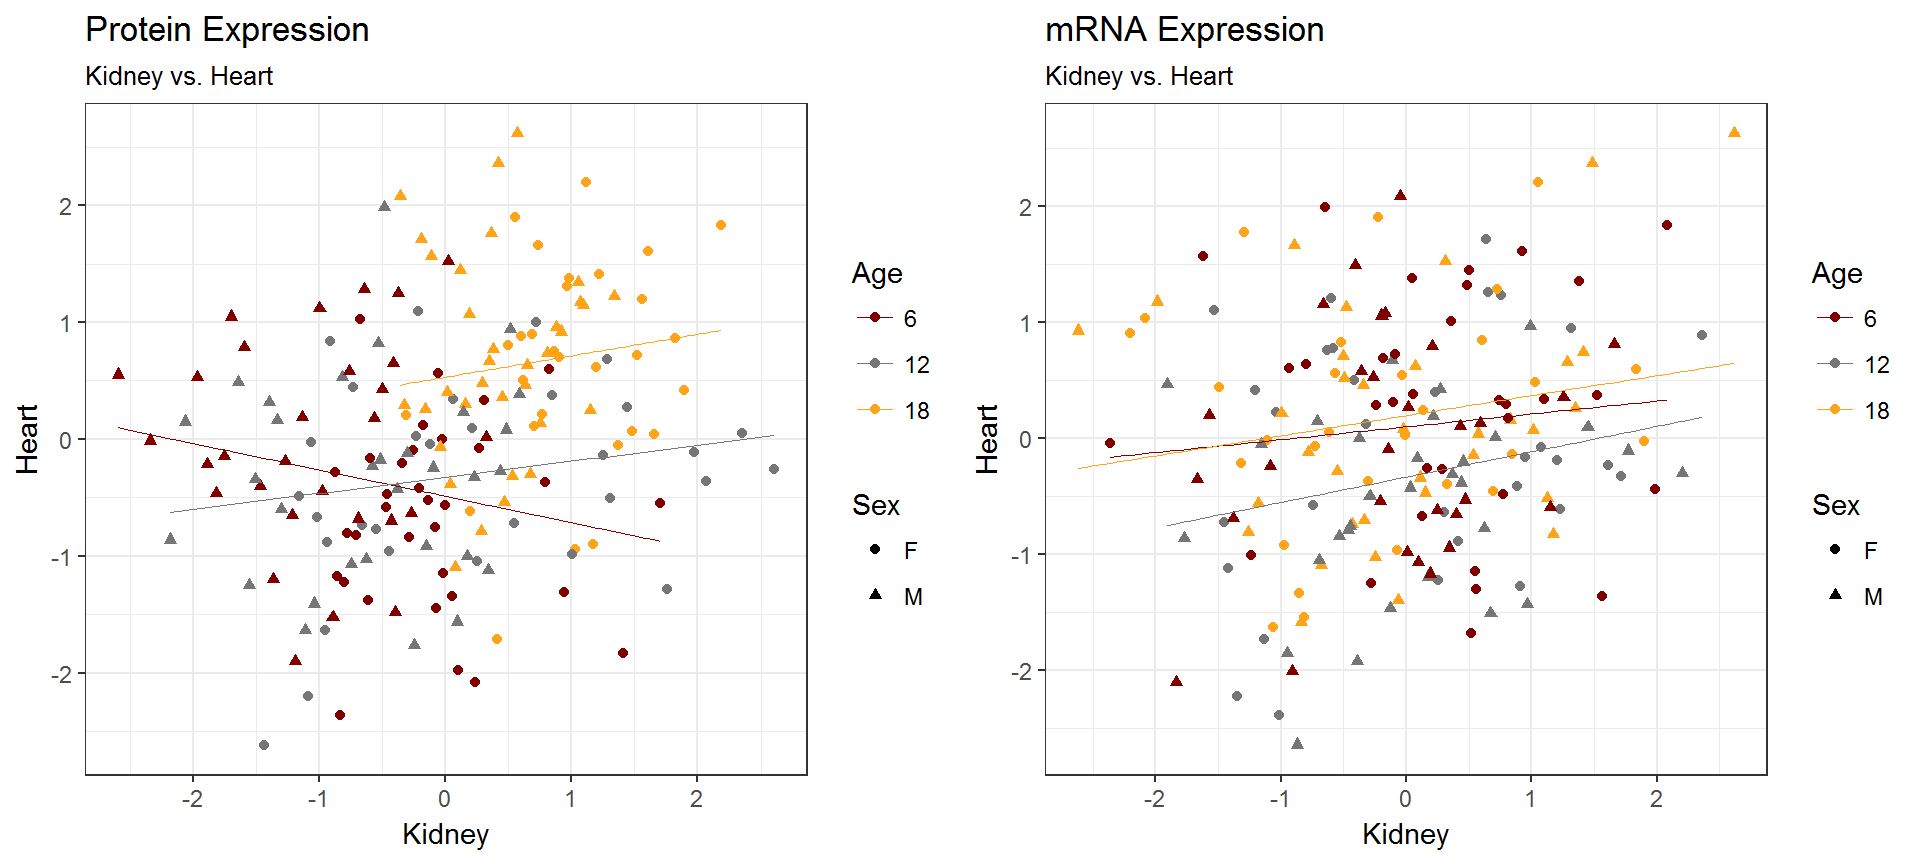 Protein Expression
Kidney vs. Heart
Heart
2
1
0
-1
-2
-2 -1 0 1 2
Kidney
Age
6
12
18
Sex
F
M
mRNA Expression
Kidney vs. Heart
Heart
2
1
0
-1
-2
-2 -1 0 1 2
Kidney
Age
6
12
18
Sex
F
M